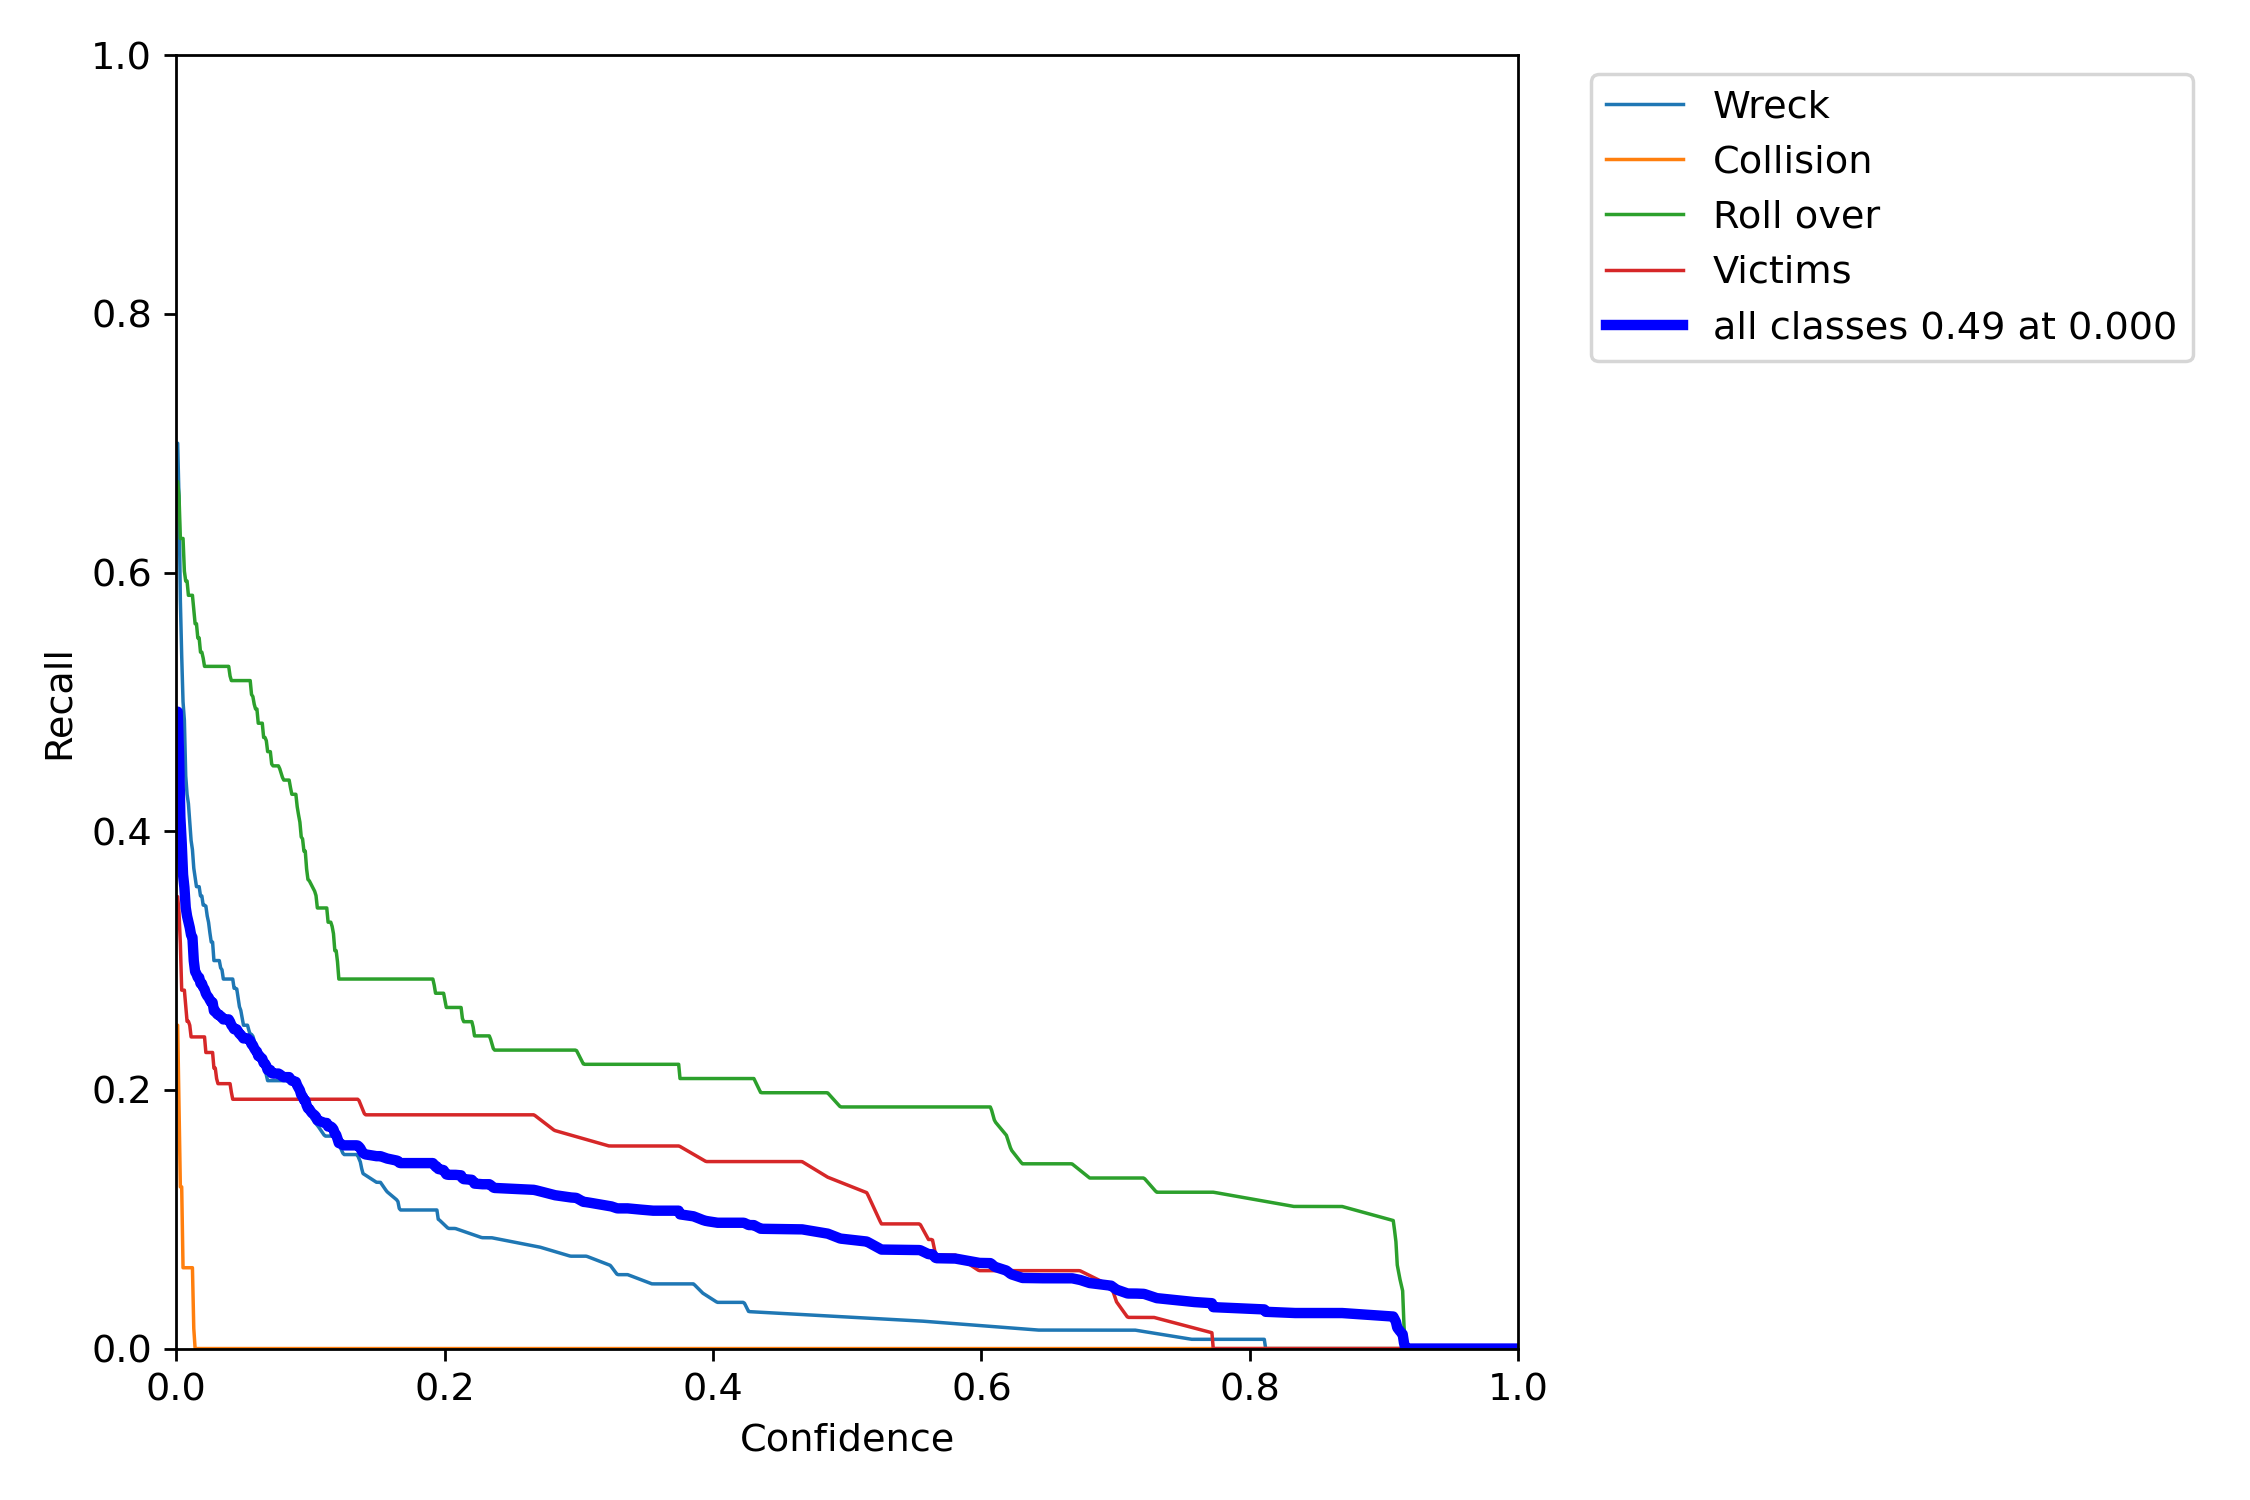 1.0
0.8
0.6
0.4
0.2
0.0
Recall
0.0 0.2 0.4 0.6 0.8 1.0
Confidence
Wreck
Collision
Roll over
Victims
all classes 0.49 at 0.000